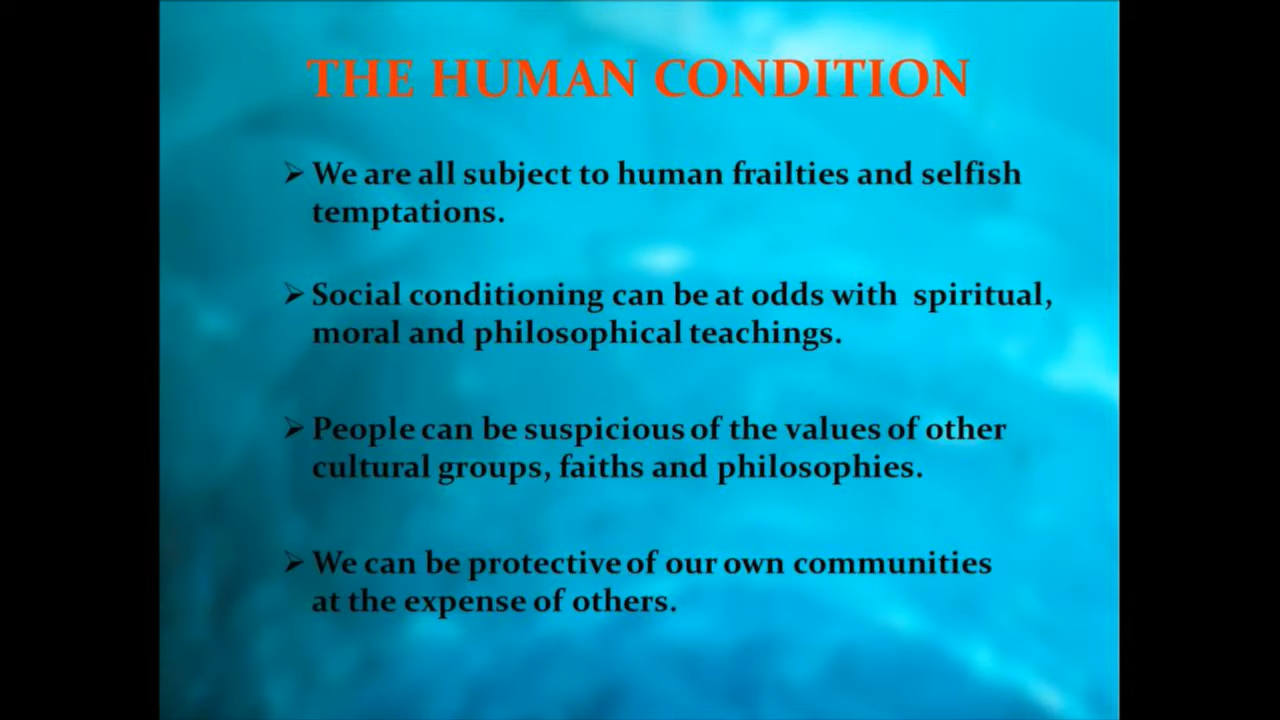 THE HUMAN CONDITION
➢ We are all subject to human frailties and selfish
temptations.
➢ Social conditioning can be at odds with  spiritual,
moral and philosophical teachings.
➢ People can be suspicious of the values of other
cultural groups, faiths and philosophies.
➢ We can be protective of our own communities
at the expense of others.